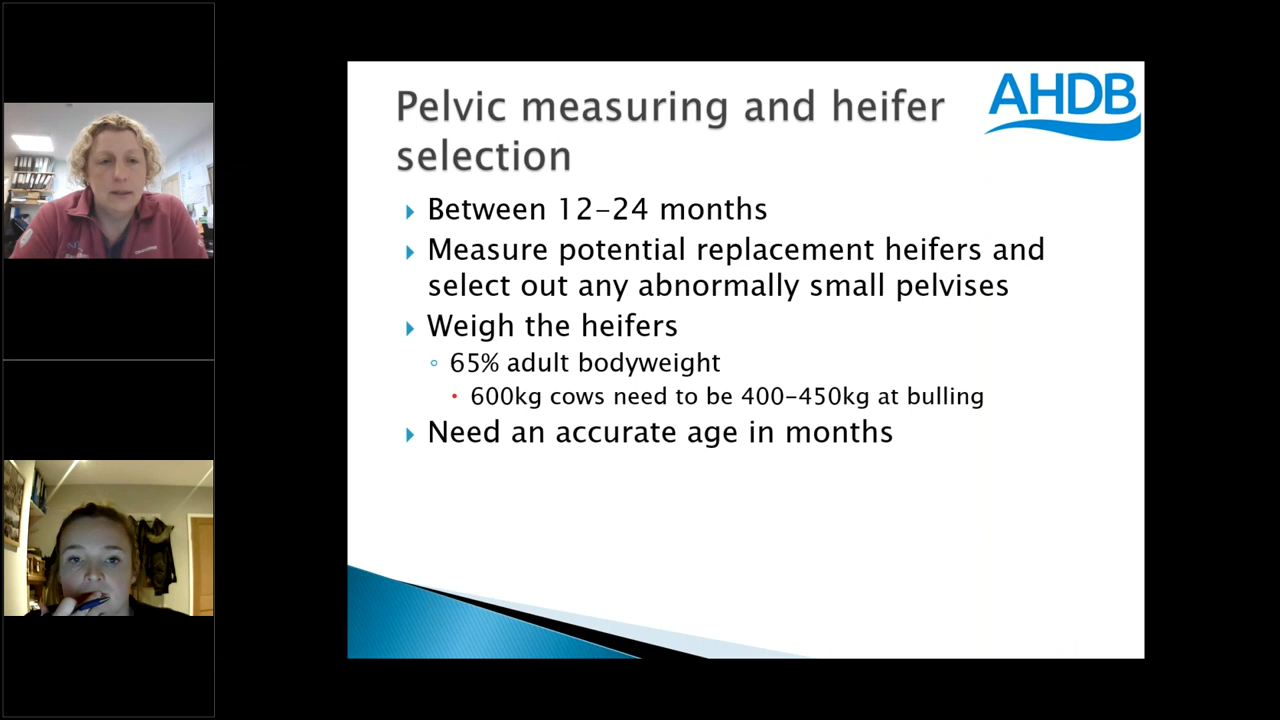 Pelvic measuring and heifer
selection
AHDB
Between 12-24 months
Measure potential replacement heifers and
select out any abnormally small pelvises
Weigh the heifers
65% adult bodyweight
600kg cows need to be 400-450kg at bulling
Need an accurate age in months